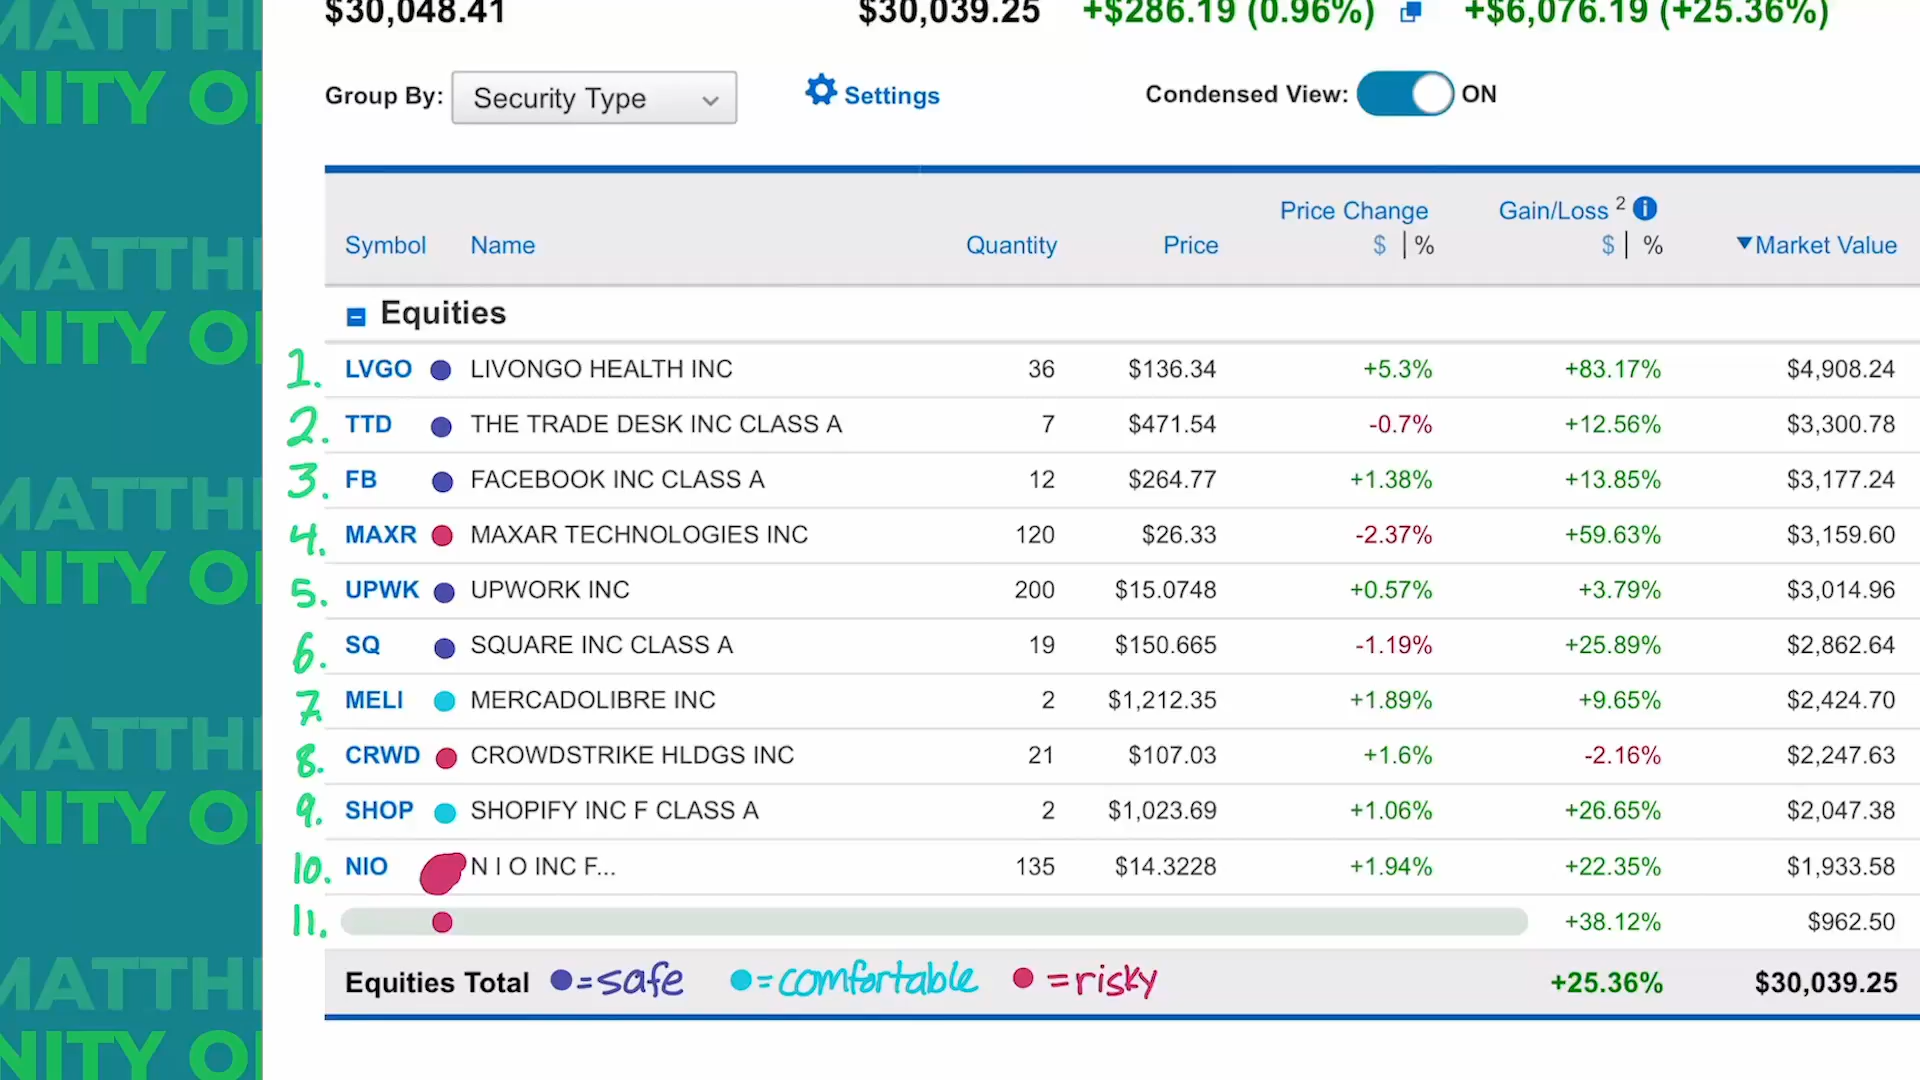 $30,048.41 $30,039.25 +$286.19 (0.96%) +$6,076.19 (+25.36%)
Group By: Security Type Settings Condensed View: ON
Price Change Gain/Loss 2
Symbol Name Quantity Price $ | % $ | % Market Value
Equities
1. LVGO LIVONGO HEALTH INC 36 $136.34 +5.3% +83.17% $4,908.24
2. TTD THE TRADE DESK INC CLASS A 7 $471.54 -0.7% +12.56% $3,300.78
3. FB FACEBOOK INC CLASS A 12 $264.77 +1.38% +13.85% $3,177.24
4. MAXR MAXAR TECHNOLOGIES INC 120 $26.33 -2.37% +59.63% $3,159.60
5. UPWK UPWORK INC 200 $15.0748 +0.57% +3.79% $3,014.96
6. SQ SQUARE INC CLASS A 19 $150.665 -1.19% +25.89% $2,862.64
7. MELI MERCADOLIBRE INC 2 $1,212.35 +1.89% +9.65% $2,424.70
8. CRWD CROWDSTRIKE HLDGS INC 21 $107.03 +1.6% -2.16% $2,247.63
9. SHOP SHOPIFY INC F CLASS A 2 $1,023.69 +1.06% +26.65% $2,047.38
10. NIO N I O INC F... 135 $14.3228 +1.94% +22.35% $1,933.58
11. +38.12% $962.50
Equities Total =safe =comfortable =risky +25.36% $30,039.25
MATTH
NITY O
MATTH
NITY O
MATTH
NITY O
MATTH
NITY O
MATTH
NITY O